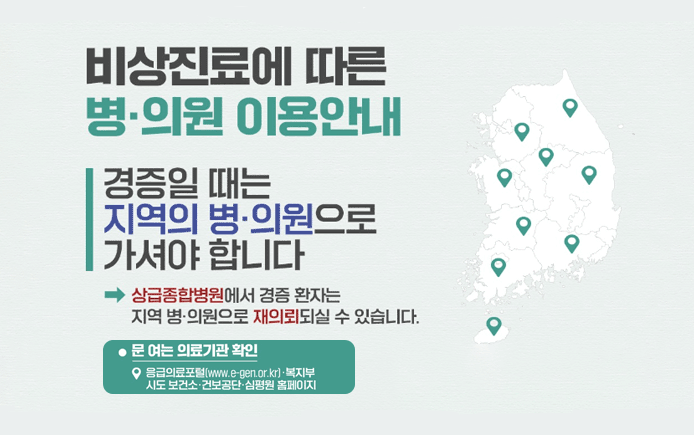 비상진료에 따른
병·의원 이용안내
경증일 때는
지역의 병·의원으로
가셔야 합니다
상급종합병원에서 경증 환자는
지역 병·의원으로 재의뢰되실 수 있습니다.
문 여는 의료기관 확인
응급의료포털(www.e-gen.or.kr)·복지부
시도 보건소·건보공단·심평원 홈페이지